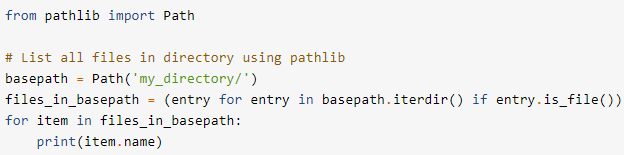 from pathlib import Path

# List all files in directory using pathlib
basepath = Path('my_directory/')
files_in_basepath = (entry for entry in basepath.iterdir() if entry.is_file())
for item in files_in_basepath:
    print(item.name)